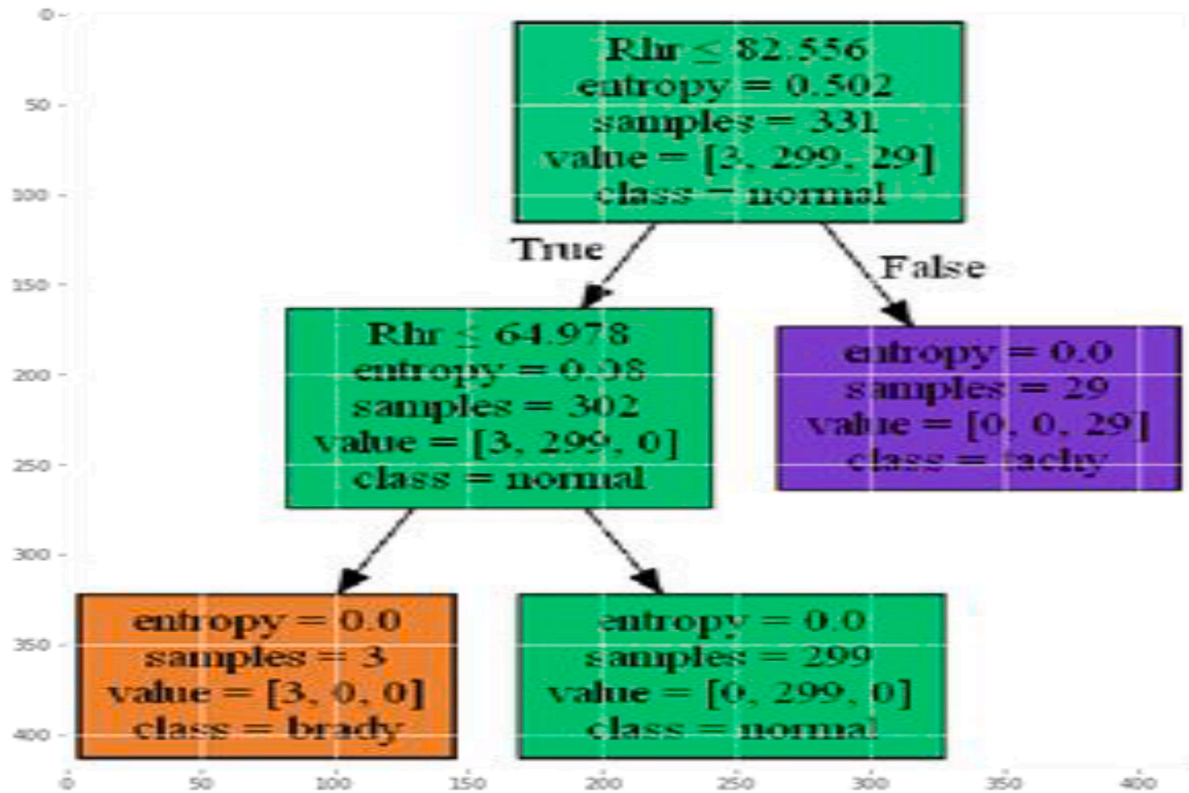 0
50
100
150
200
250
300
350
400
Rhr ≤ 82.556
entropy = 0.502
samples = 331
value = [3, 299, 29]
class = normal
True
False
Rhr ≤ 64.978
entropy = 0.08
samples = 302
value = [3, 299, 0]
class = normal
entropy = 0.0
samples = 29
value = [0, 0, 29]
class = tachy
entropy = 0.0
samples = 3
value = [3, 0, 0]
class = brady
entropy = 0.0
samples = 299
value = [0, 299, 0]
class = normal
0 50 100 150 200 250 300 350 400